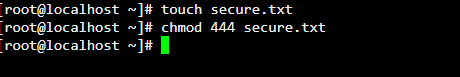 [root@localhost ~]# touch secure.txt
[root@localhost ~]# chmod 444 secure.txt
[root@localhost ~]#